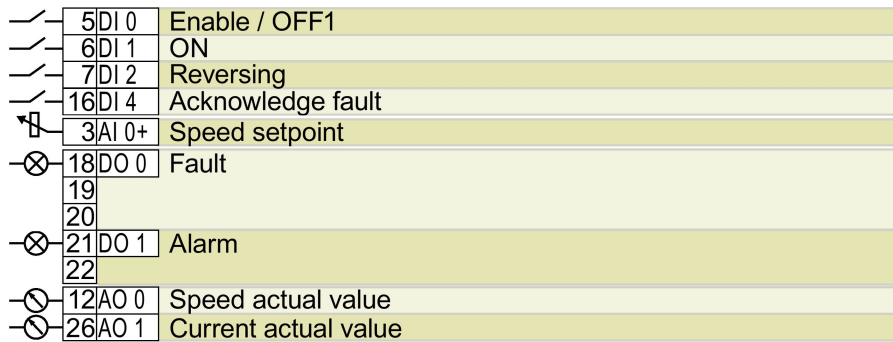 5 DI 0 Enable / OFF1
6 DI 1 ON
7 DI 2 Reversing
16 DI 4 Acknowledge fault
3 AI 0+ Speed setpoint
18 DO 0 Fault
19
20
21 DO 1 Alarm
22
12 AO 0 Speed actual value
26 AO 1 Current actual value